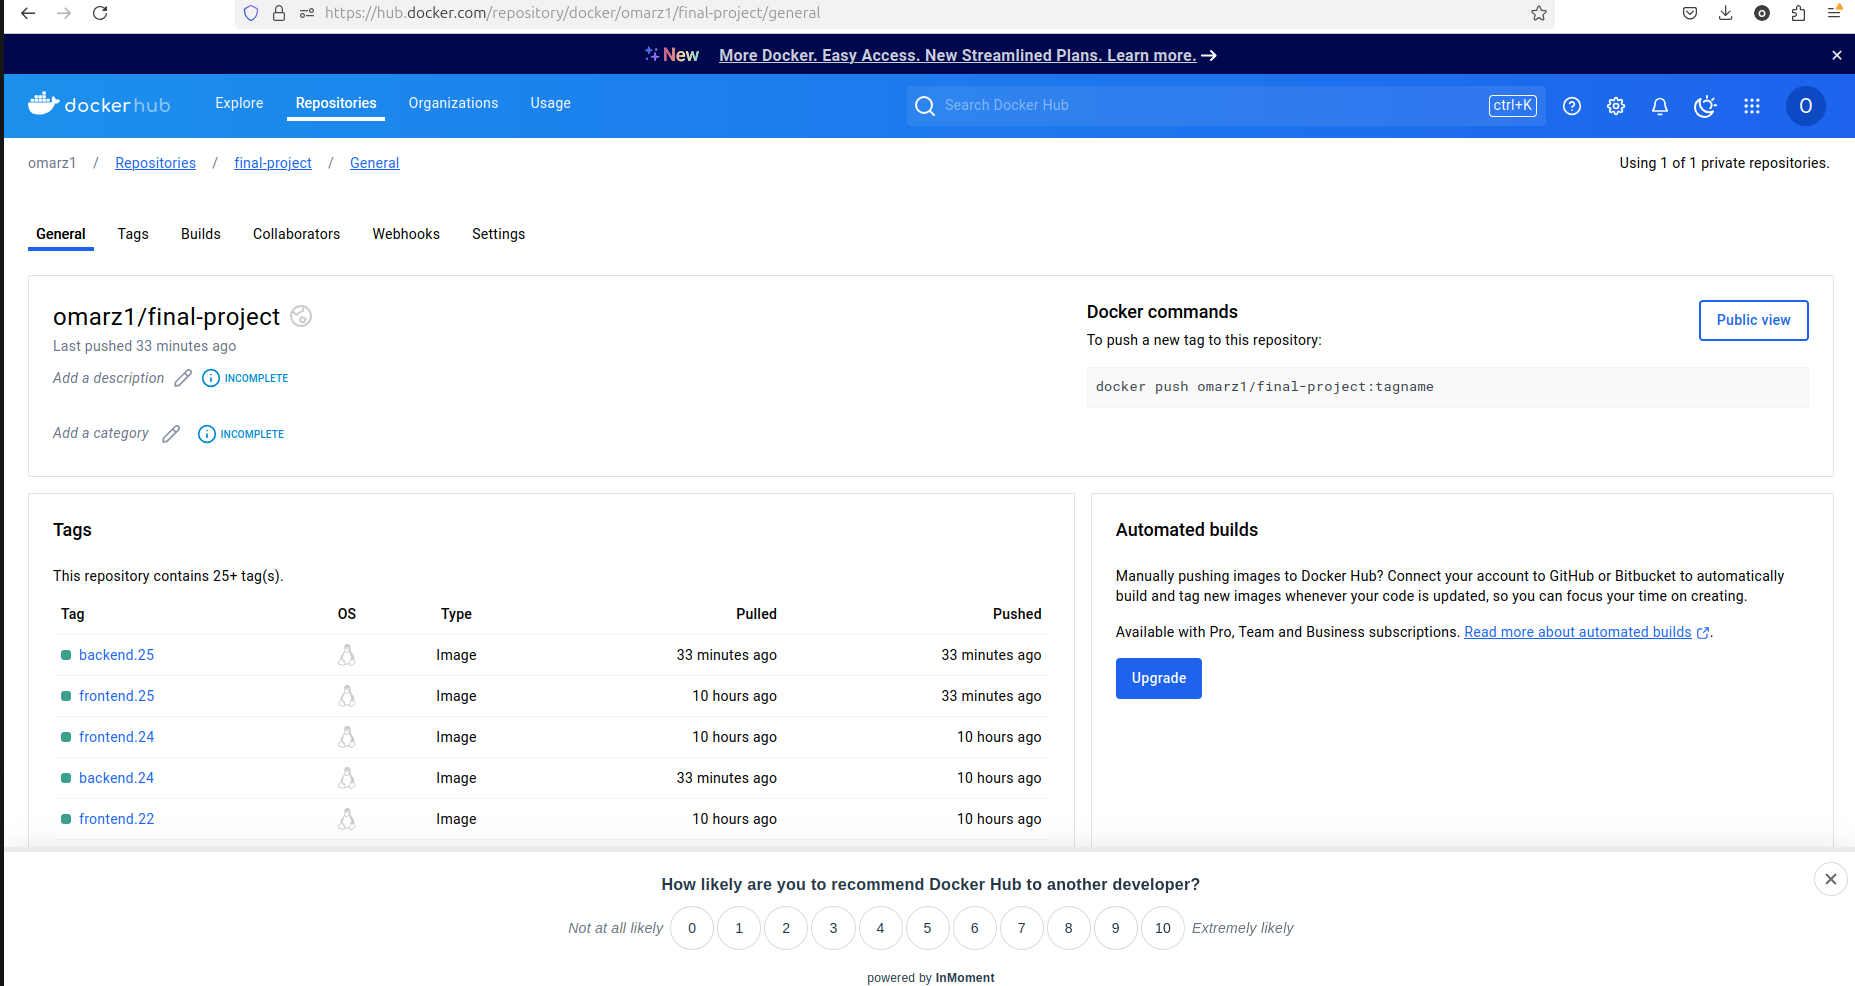 https://hub.docker.com/repository/docker/omarz1/final-project/general
New More Docker. Easy Access. New Streamlined Plans. Learn more. →
docker hub Explore Repositories Organizations Usage Search Docker Hub ctrl+K O
omarz1 / Repositories / final-project / General Using 1 of 1 private repositories.
General Tags Builds Collaborators Webhooks Settings
omarz1/final-project
Last pushed 33 minutes ago
Add a description INCOMPLETE
Add a category INCOMPLETE
Docker commands
Public view
To push a new tag to this repository:
docker push omarz1/final-project:tagname
Tags
This repository contains 25+ tag(s).
Tag OS Type Pulled Pushed
backend.25 Image 33 minutes ago 33 minutes ago
frontend.25 Image 10 hours ago 33 minutes ago
frontend.24 Image 10 hours ago 10 hours ago
backend.24 Image 33 minutes ago 10 hours ago
frontend.22 Image 10 hours ago 10 hours ago
Automated builds
Manually pushing images to Docker Hub? Connect your account to GitHub or Bitbucket to automatically
build and tag new images whenever your code is updated, so you can focus your time on creating.
Available with Pro, Team and Business subscriptions. Read more about automated builds.
Upgrade
How likely are you to recommend Docker Hub to another developer?
Not at all likely 0 1 2 3 4 5 6 7 8 9 10 Extremely likely
powered by InMoment